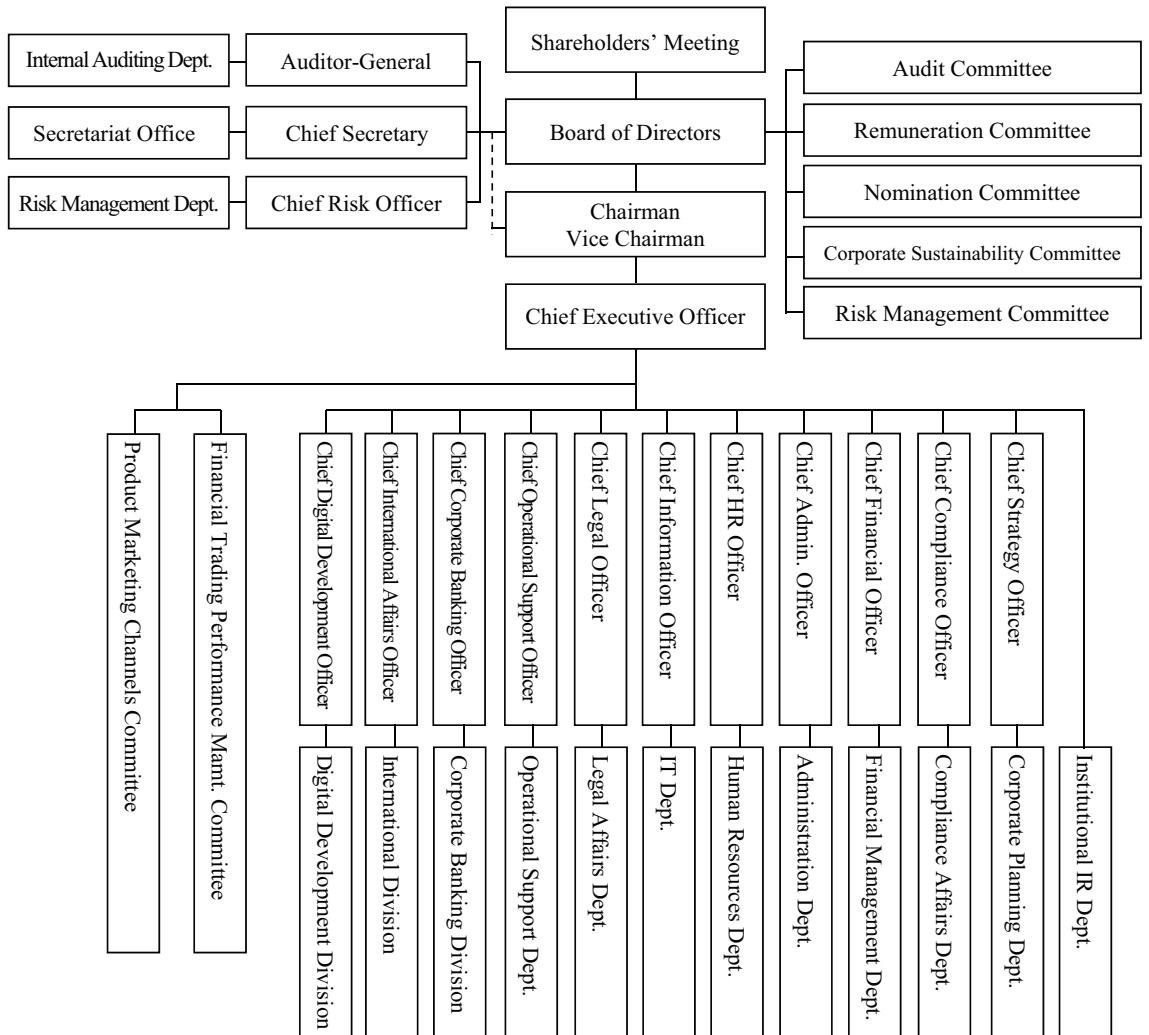 Shareholders’ Meeting
Internal Auditing Dept.
Auditor-General
Audit Committee
Secretariat Office
Chief Secretary
Board of Directors
Remuneration Committee
Risk Management Dept.
Chief Risk Officer
Chairman
Vice Chairman
Nomination Committee
Corporate Sustainability Committee
Chief Executive Officer
Risk Management Committee
Product Marketing Channels Committee
Financial Trading Performance Mamt. Committee
Chief Digital Development Officer
Chief International Affairs Officer
Chief Corporate Banking Officer
Chief Operational Support Officer
Chief Legal Officer
Chief Information Officer
Chief HR Officer
Chief Admin. Officer
Chief Financial Officer
Chief Compliance Officer
Chief Strategy Officer
Digital Development Division
International Division
Corporate Banking Division
Operational Support Dept.
Legal Affairs Dept.
IT Dept.
Human Resources Dept.
Administration Dept.
Financial Management Dept.
Compliance Affairs Dept.
Corporate Planning Dept.
Institutional IR Dept.